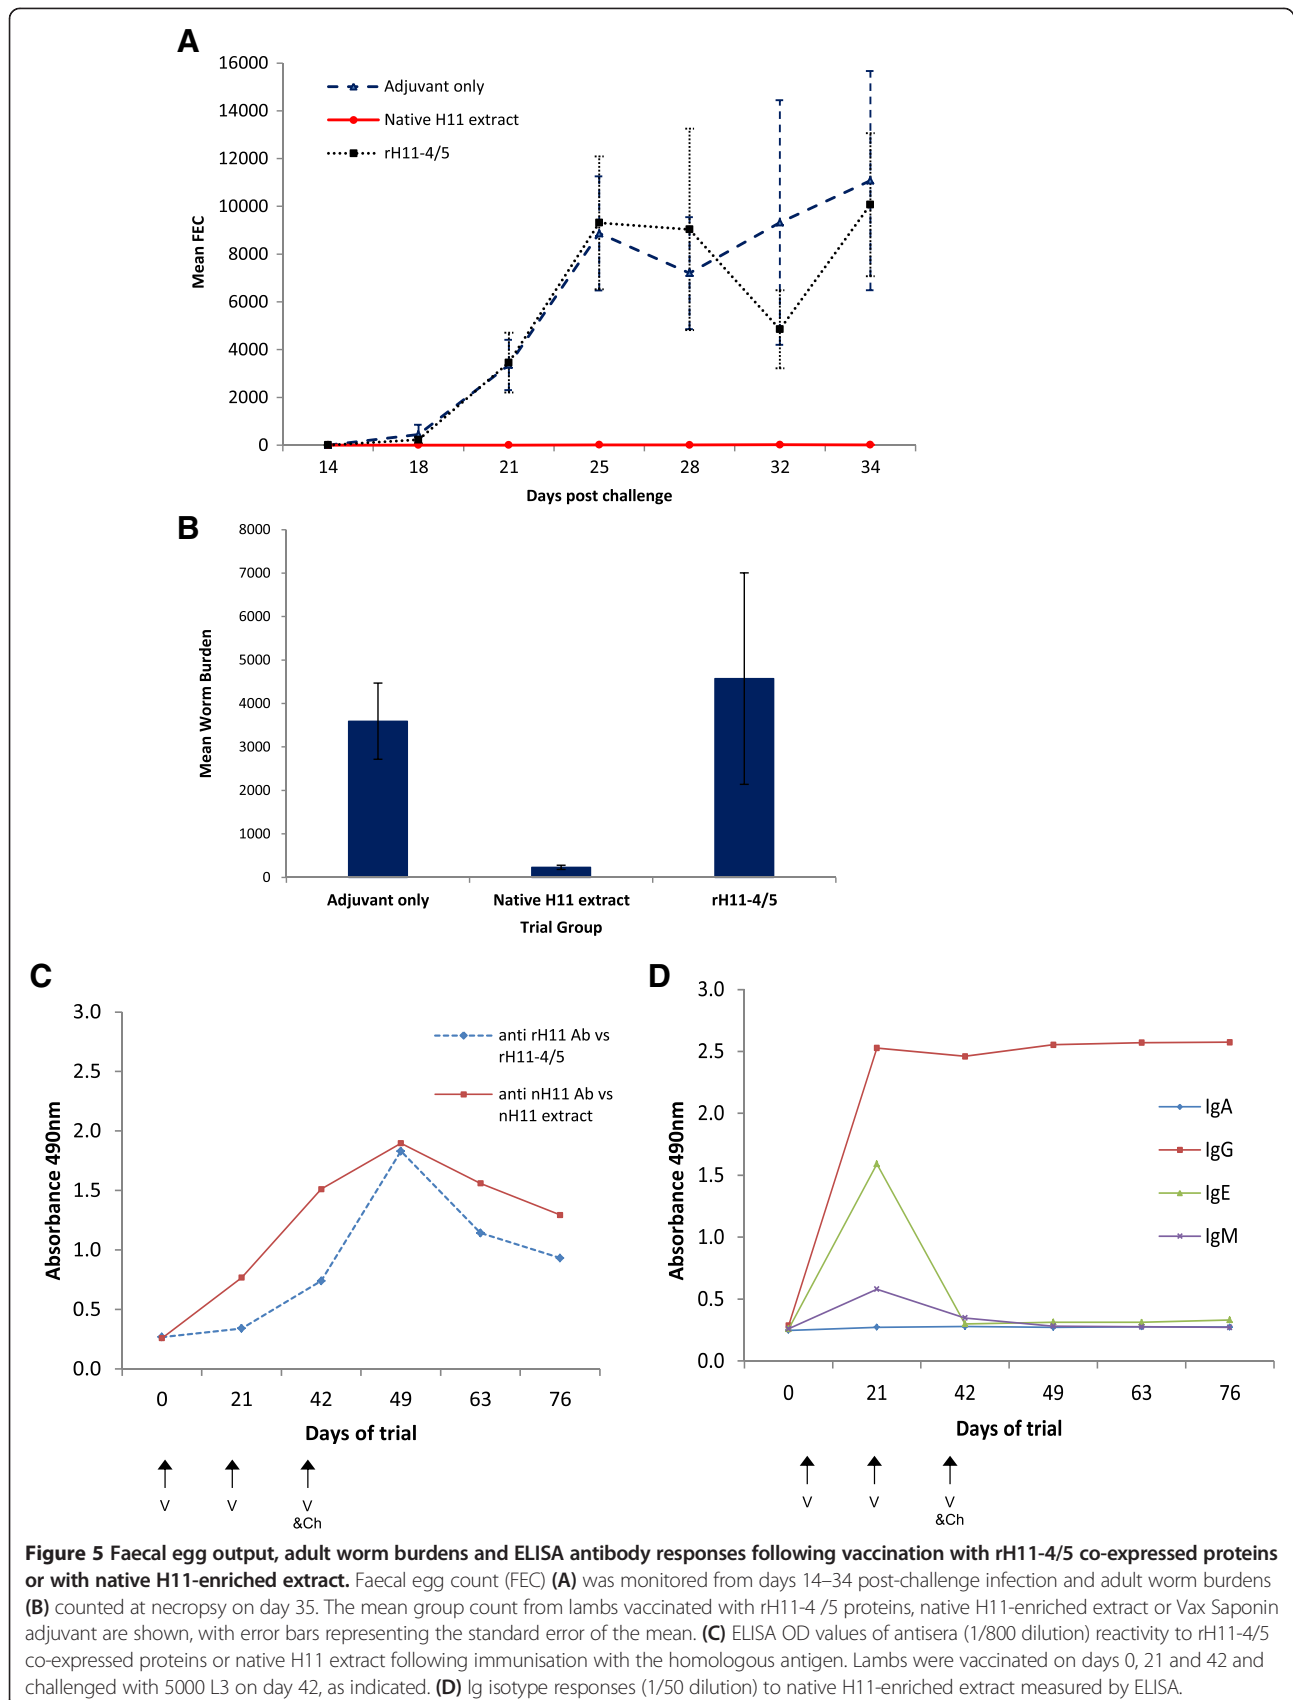 A
16000
14000
12000
10000
8000
6000
4000
2000
0
Mean FEC
Adjuvant only
Native H11 extract
rH11-4/5
14 18 21 25 28 32 34
Days post challenge
B
8000
7000
6000
5000
4000
3000
2000
1000
0
Mean Worm Burden
Adjuvant only Native H11 extract rH11-4/5
Trial Group
C
3.0
2.5
2.0
1.5
1.0
0.5
0.0
Absorbance 490nm
anti rH11 Ab vs
rH11-4/5
anti nH11 Ab vs
nH11 extract
0 21 42 49 63 76
Days of trial
V V V
&Ch
D
3.0
2.5
2.0
1.5
1.0
0.5
0.0
Absorbance 490nm
IgA
IgG
IgE
IgM
0 21 42 49 63 76
Days of trial
V V V
&Ch
Figure 5 Faecal egg output, adult worm burdens and ELISA antibody responses following vaccination with rH11-4/5 co-expressed proteins
or with native H11-enriched extract. Faecal egg count (FEC) (A) was monitored from days 14–34 post-challenge infection and adult worm burdens
(B) counted at necropsy on day 35. The mean group count from lambs vaccinated with rH11-4 /5 proteins, native H11-enriched extract or Vax Saponin
adjuvant are shown, with error bars representing the standard error of the mean. (C) ELISA OD values of antisera (1/800 dilution) reactivity to rH11-4/5
co-expressed proteins or native H11 extract following immunisation with the homologous antigen. Lambs were vaccinated on days 0, 21 and 42 and
challenged with 5000 L3 on day 42, as indicated. (D) Ig isotype responses (1/50 dilution) to native H11-enriched extract measured by ELISA.